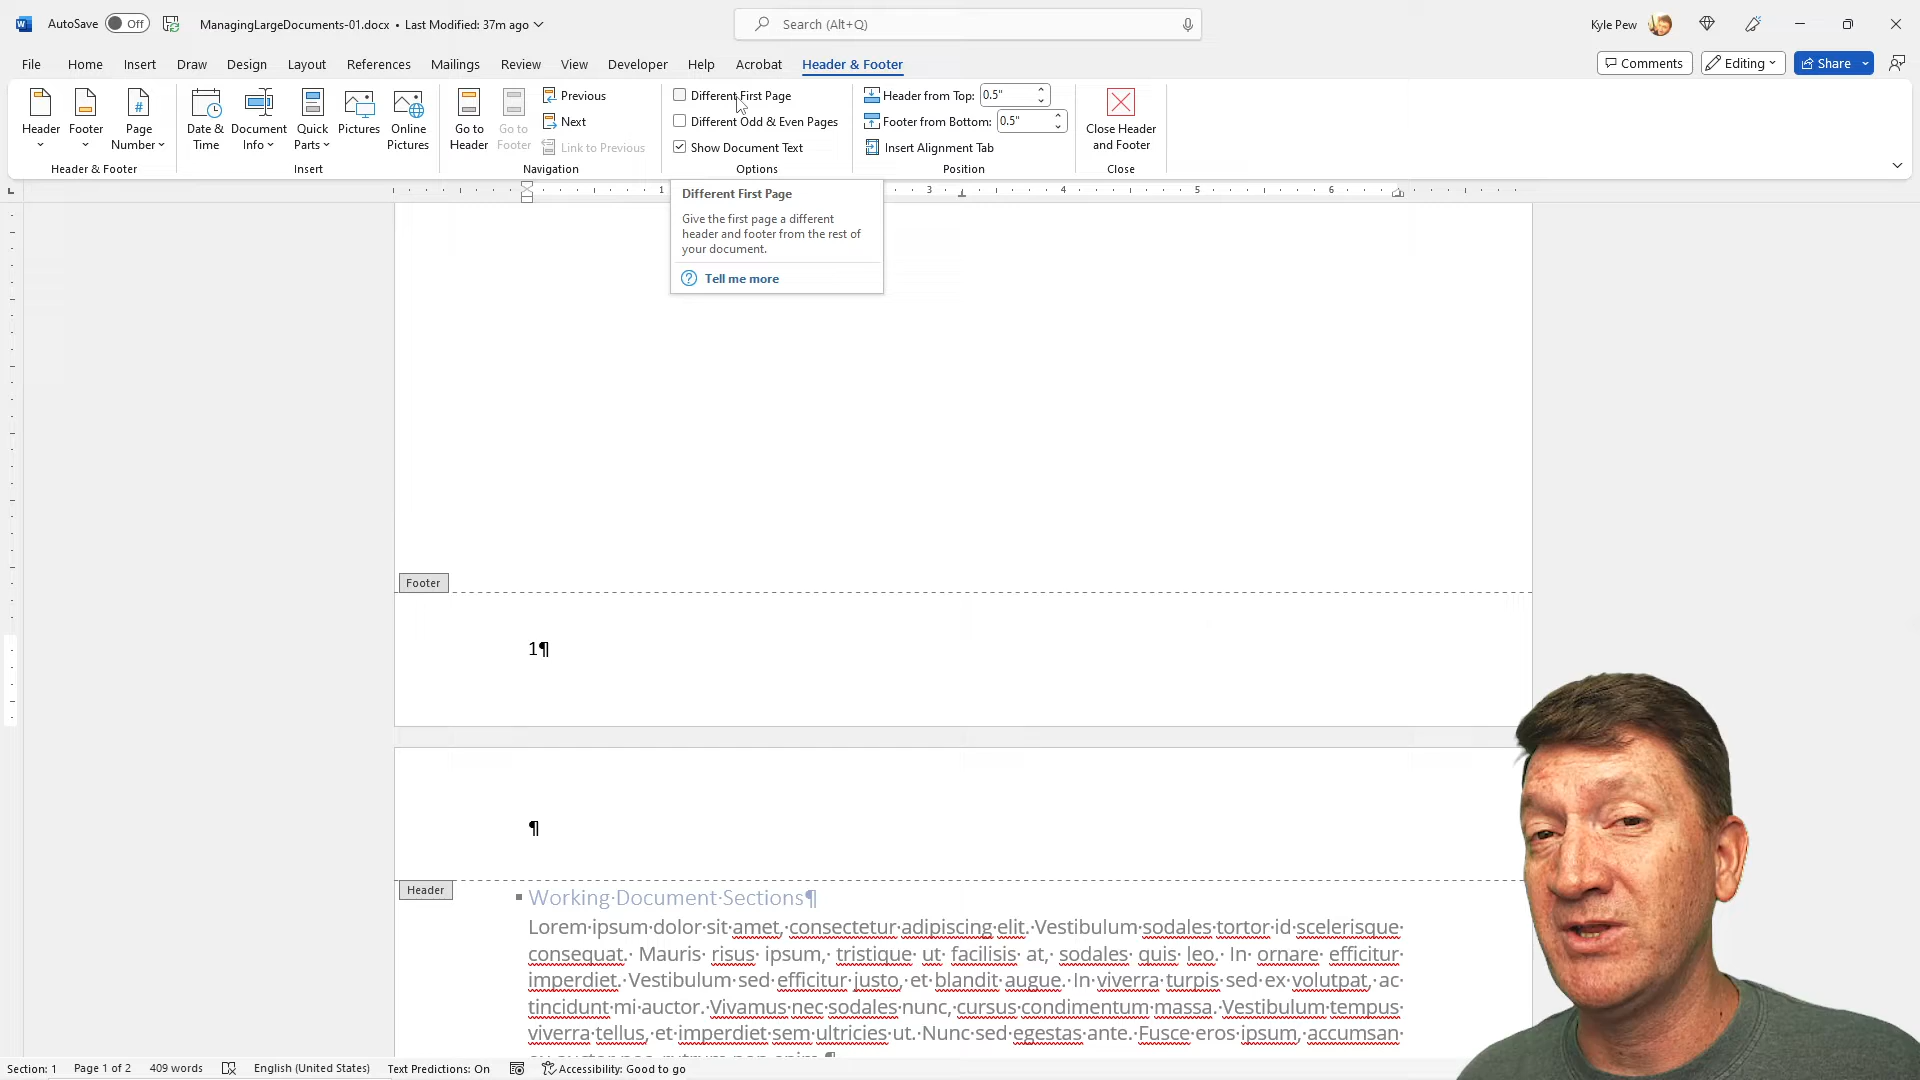 AutoSave Off ManagingLargeDocuments-01.docx • Last Modified: 37m ago Search (Alt+Q) Kyle Pew
File Home Insert Draw Design Layout References Mailings Review View Developer Help Acrobat Header & Footer Comments Editing Share
Header
Footer
Page
Number
Header & Footer
Date &
Time
Document
Info
Quick
Parts
Pictures
Online
Pictures
Insert
Go to
Header
Go to
Footer
Previous
Next
Link to Previous
Navigation
Different First Page
Different Odd & Even Pages
Show Document Text
Options
Header from Top: 0.5"
Footer from Bottom: 0.5"
Insert Alignment Tab
Position
Close Header
and Footer
Close
1 3 4 5 6
Different First Page
Give the first page a different
header and footer from the rest of
your document.
Tell me more
Footer
1¶
¶
Header
Working·Document·Sections¶
Lorem·ipsum·dolor·sit·amet,·consectetur·adipiscing·elit.·Vestibulum·sodales·tortor·id·scelerisque·
consequat.· Mauris· risus· ipsum,· tristique· ut· facilisis· at,· sodales· quis· leo.· In· ornare· efficitur·
imperdiet.·Vestibulum·sed·efficitur·justo,·et·blandit·augue.·In·viverra·turpis·sed·ex·volutpat,·ac·
tincidunt·mi·auctor.·Vivamus·nec·sodales·nunc,·cursus·condimentum·massa.·Vestibulum·tempus·
viverra·tellus,·et·imperdiet·sem·ultricies·ut.·Nunc·sed·egestas·ante.·Fusce·eros·ipsum,·accumsan·
Section: 1 Page 1 of 2 409 words English (United States) Text Predictions: On Accessibility: Good to go